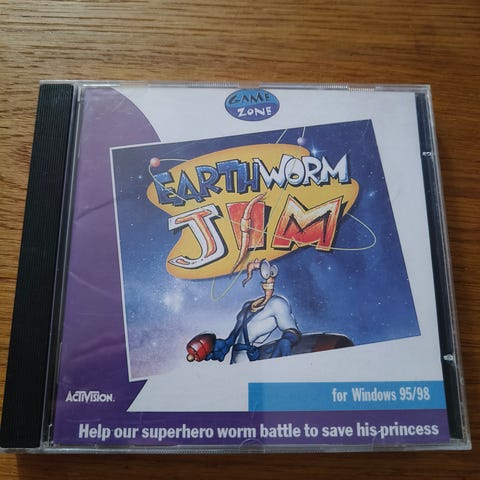 GAME
ZONE
EARTHWORM
JIM
ACTIVISION.
for Windows 95/98
Help our superhero worm battle to save his princess